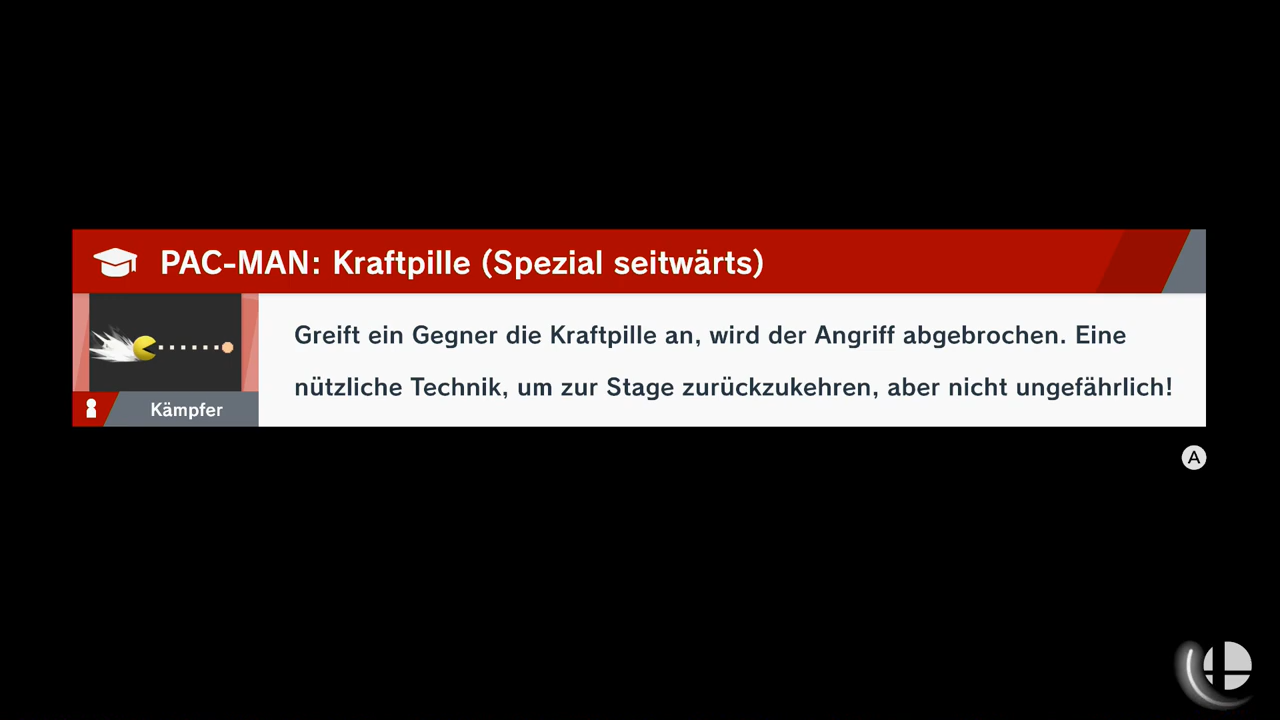 PAC-MAN: Kraftpille (Spezial seitwärts)
Greift ein Gegner die Kraftpille an, wird der Angriff abgebrochen. Eine
nützliche Technik, um zur Stage zurückzukehren, aber nicht ungefährlich!
Kämpfer
A